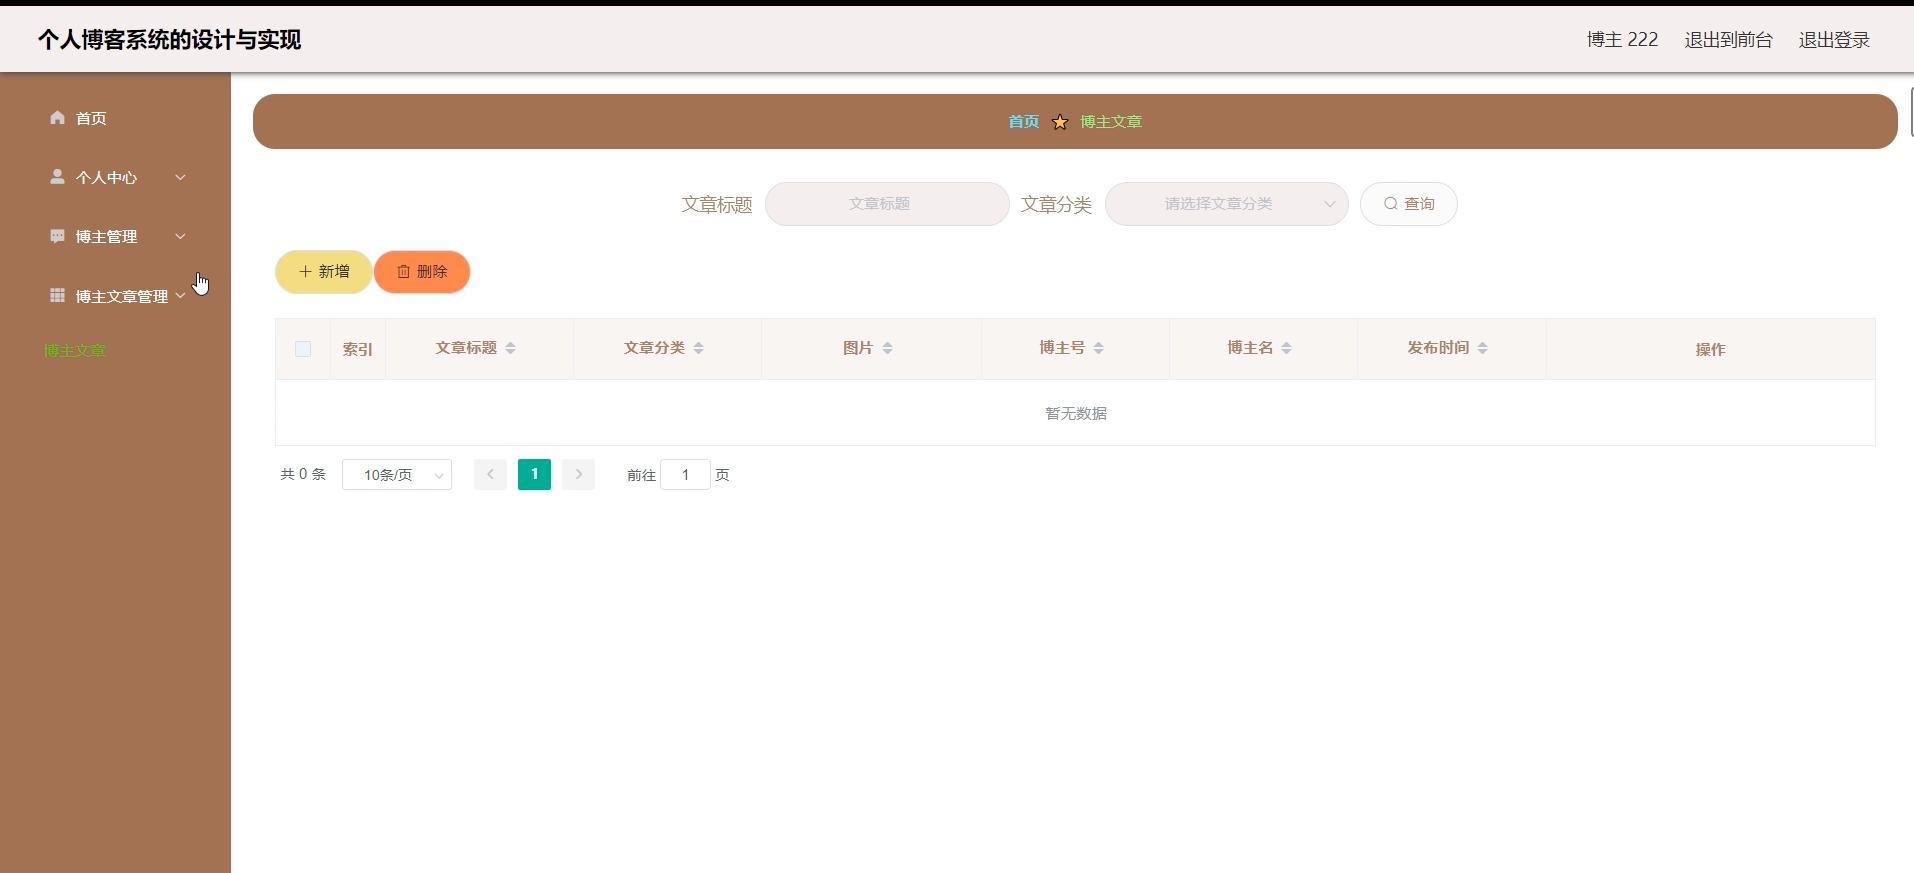 个人博客系统的设计与实现
博主 222 退出到前台 退出登录
首页
个人中心
博主管理
博主文章管理
博主文章
首页 博主文章
文章标题 文章标题 文章分类 请选择文章分类 查询
新增 删除
索引 文章标题 文章分类 图片 博主号 博主名 发布时间 操作
暂无数据
共 0 条 10条/页 1 前往 1 页